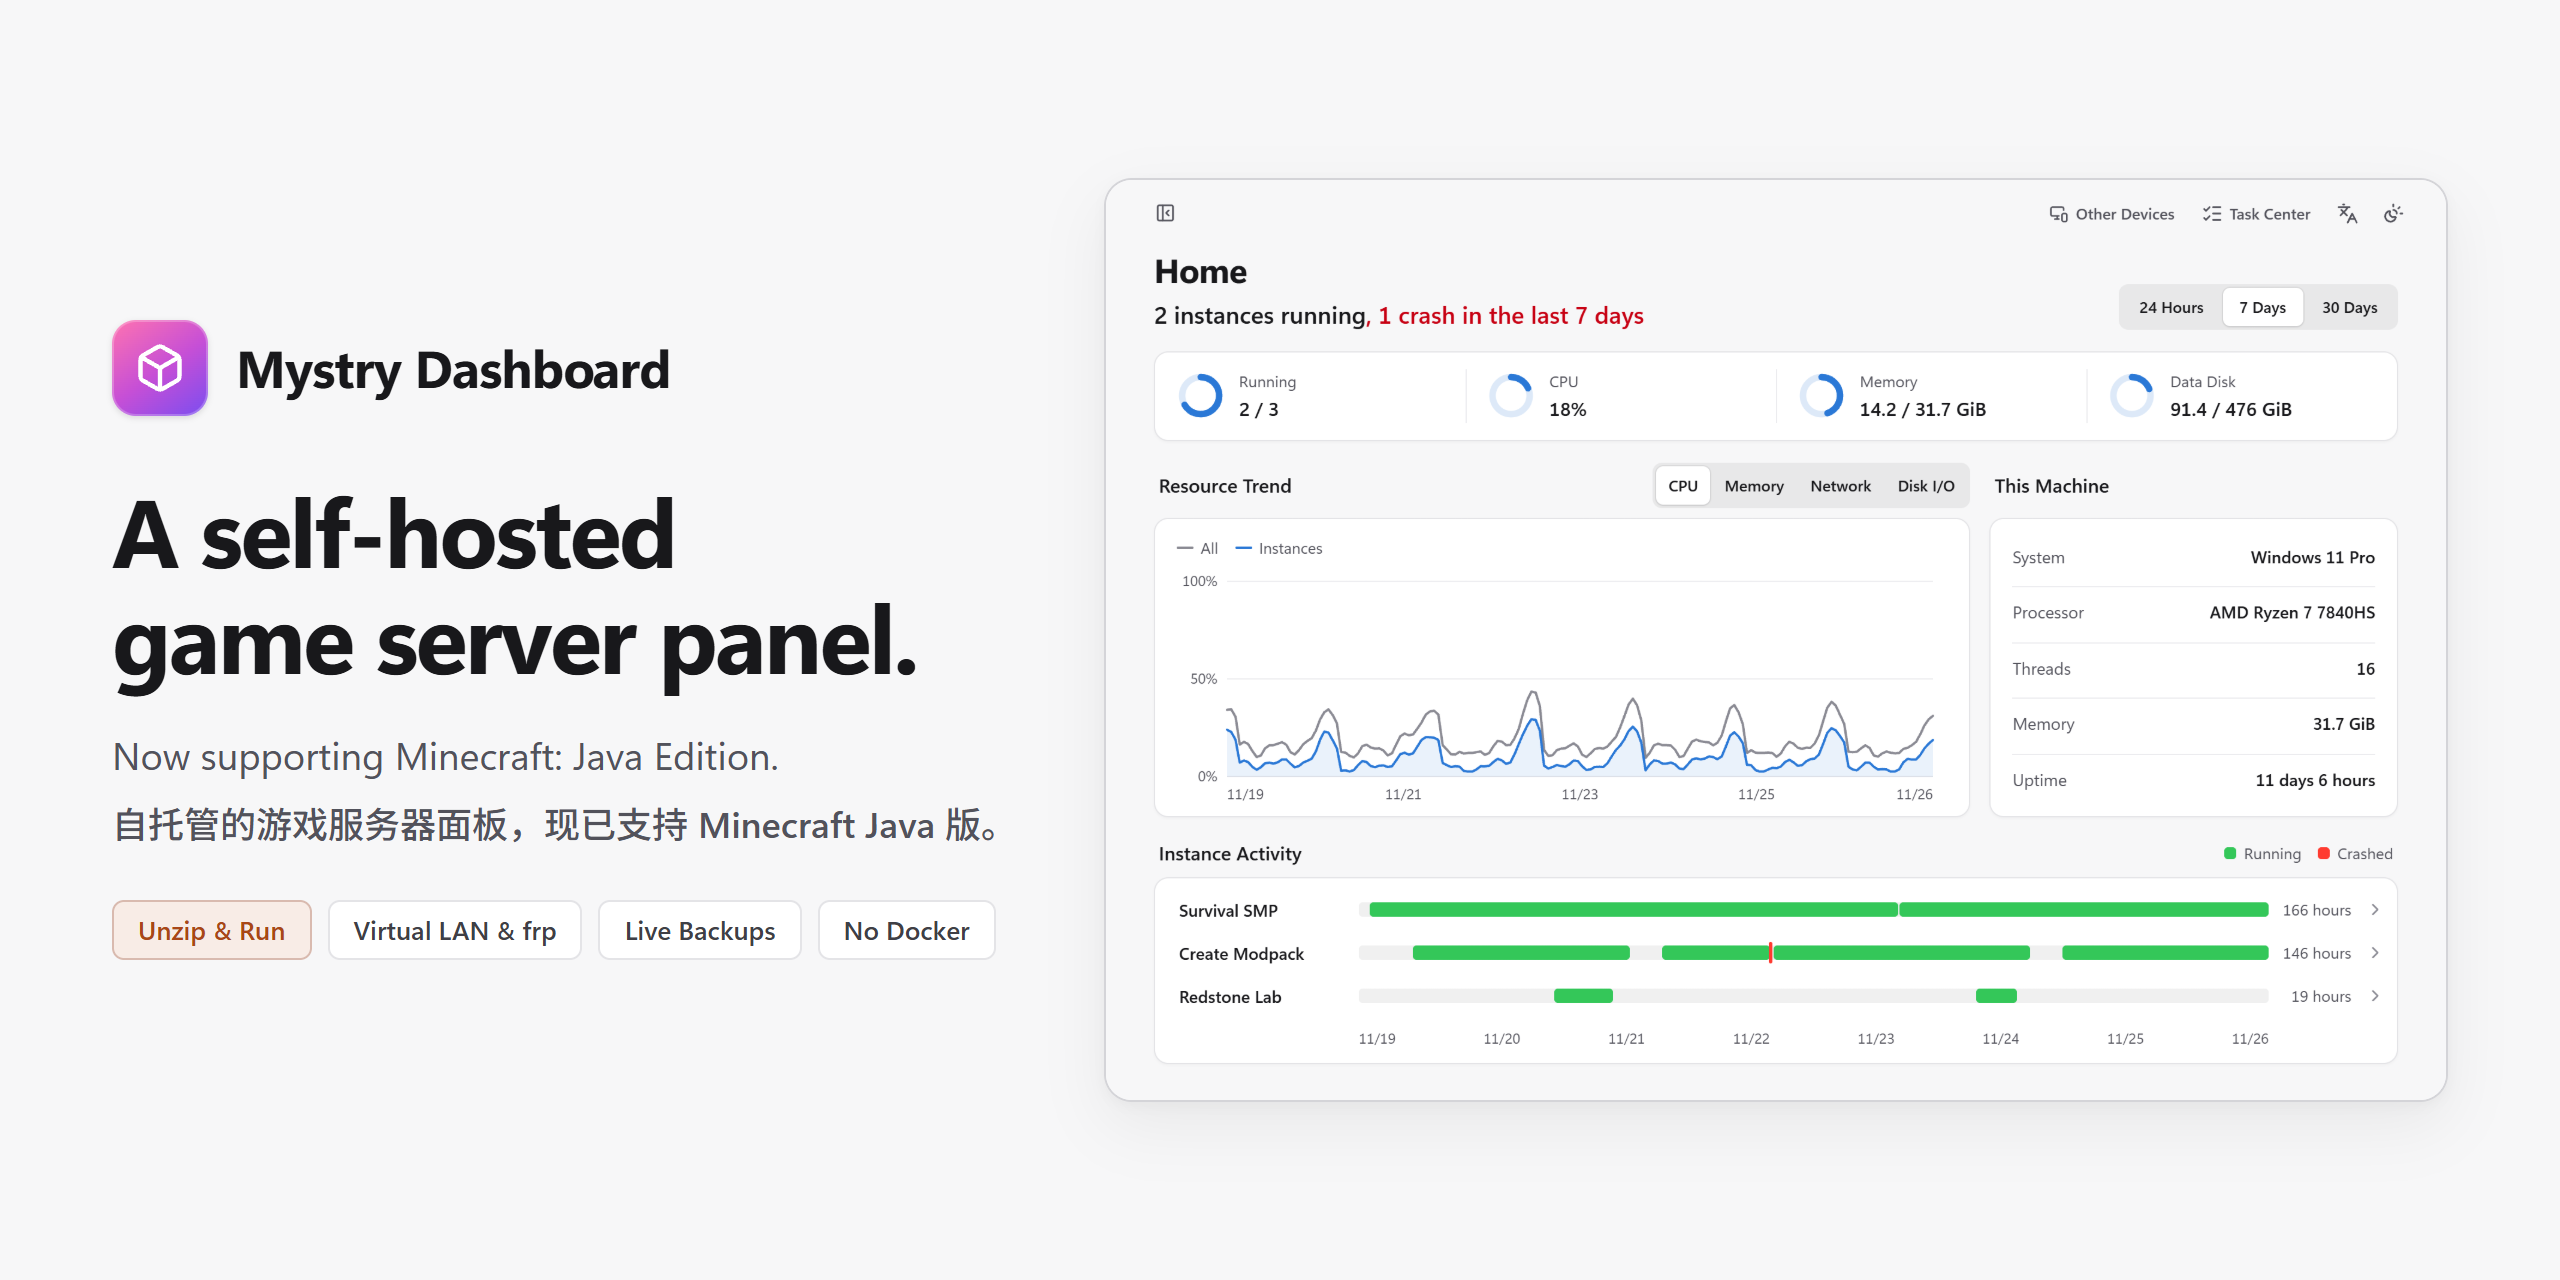 Mystry Dashboard
A self-hosted
game server panel.
Now supporting Minecraft: Java Edition.
自托管的游戏服务器面板，现已支持 Minecraft Java 版。
Unzip & Run
Virtual LAN & frp
Live Backups
No Docker
Other Devices
Task Center
Home
2 instances running, 1 crash in the last 7 days
24 Hours
7 Days
30 Days
Running
2 / 3
CPU
18%
Memory
14.2 / 31.7 GiB
Data Disk
91.4 / 476 GiB
Resource Trend
CPU
Memory
Network
Disk I/O
All
Instances
100%
50%
0%
11/19
11/21
11/23
11/25
11/26
This Machine
System
Windows 11 Pro
Processor
AMD Ryzen 7 7840HS
Threads
16
Memory
31.7 GiB
Uptime
11 days 6 hours
Instance Activity
Running
Crashed
Survival SMP
166 hours
Create Modpack
146 hours
Redstone Lab
19 hours
11/19
11/20
11/21
11/22
11/23
11/24
11/25
11/26